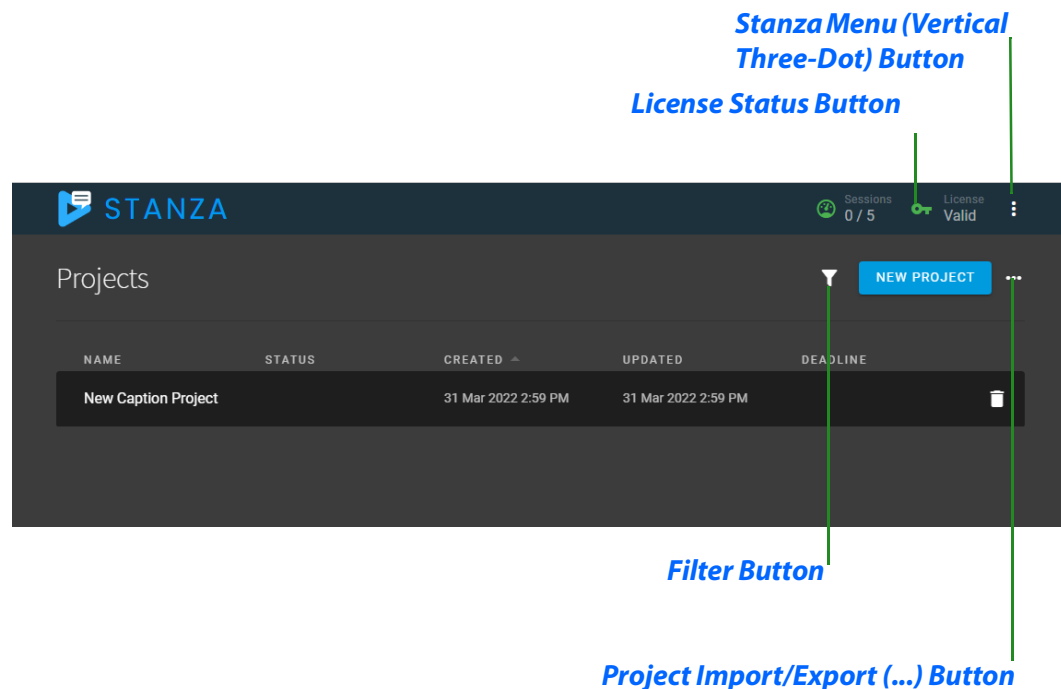 Stanza Menu (Vertical
Three-Dot) Button
License Status Button
STANZA
Sessions
0 / 5
License
Valid
Projects
NEW PROJECT
NAME STATUS CREATED UPDATED DEADLINE
New Caption Project 31 Mar 2022 2:59 PM 31 Mar 2022 2:59 PM
Filter Button
Project Import/Export (...) Button